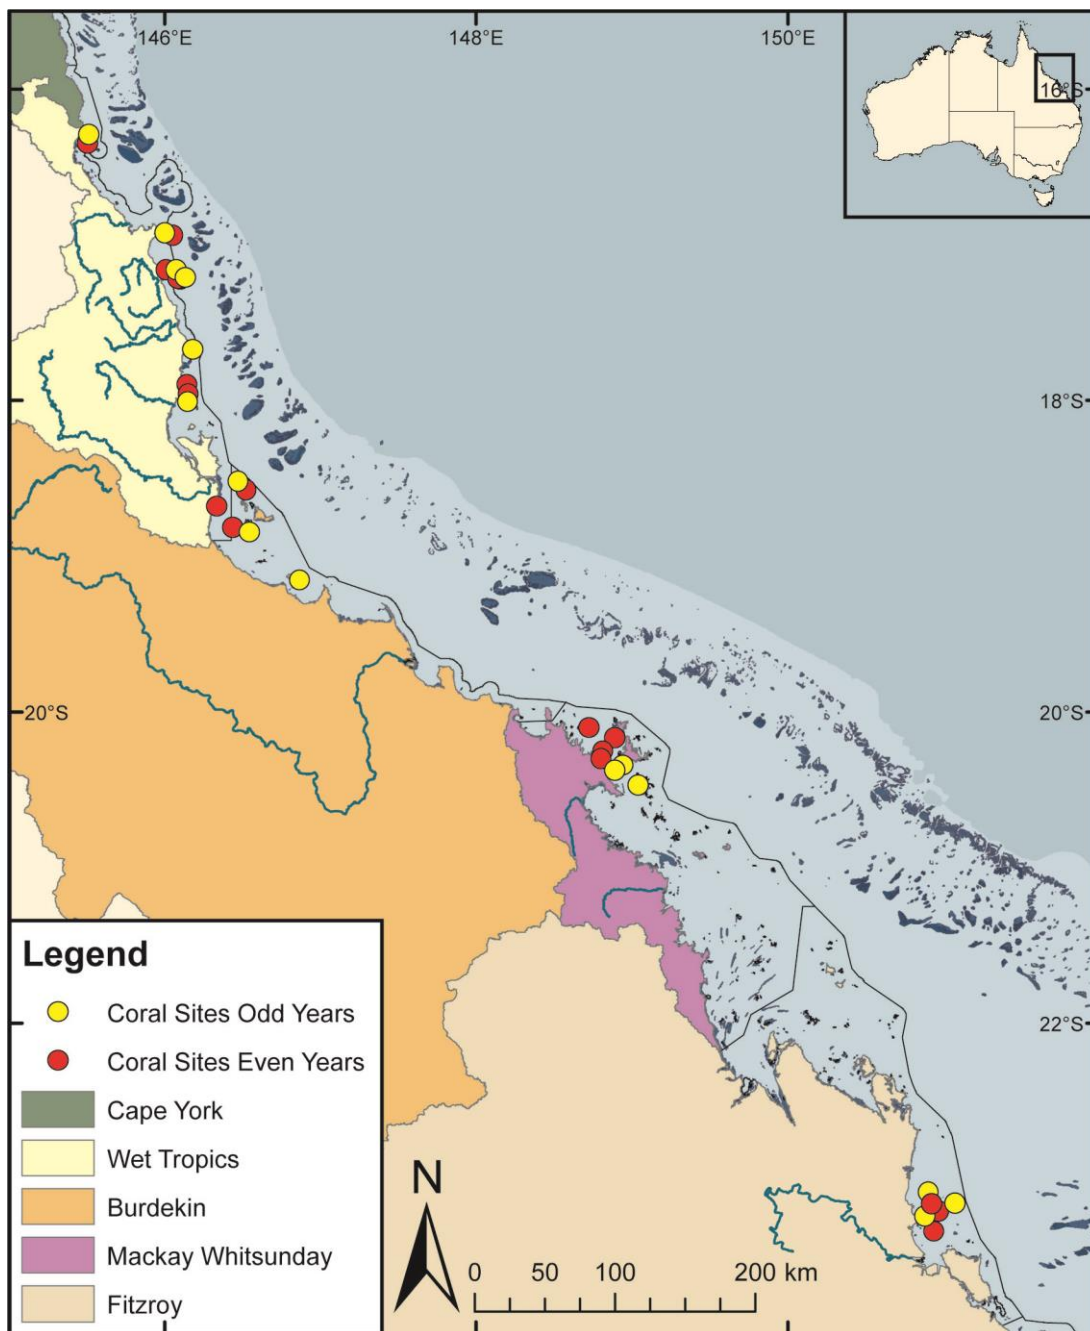 146°E 148°E 150°E
16°S
18°S
20°S 20°S
22°S
Legend
Coral Sites Odd Years
Coral Sites Even Years
Cape York
Wet Tropics
Burdekin
Mackay Whitsunday
Fitzroy
N
0 50 100 200 km